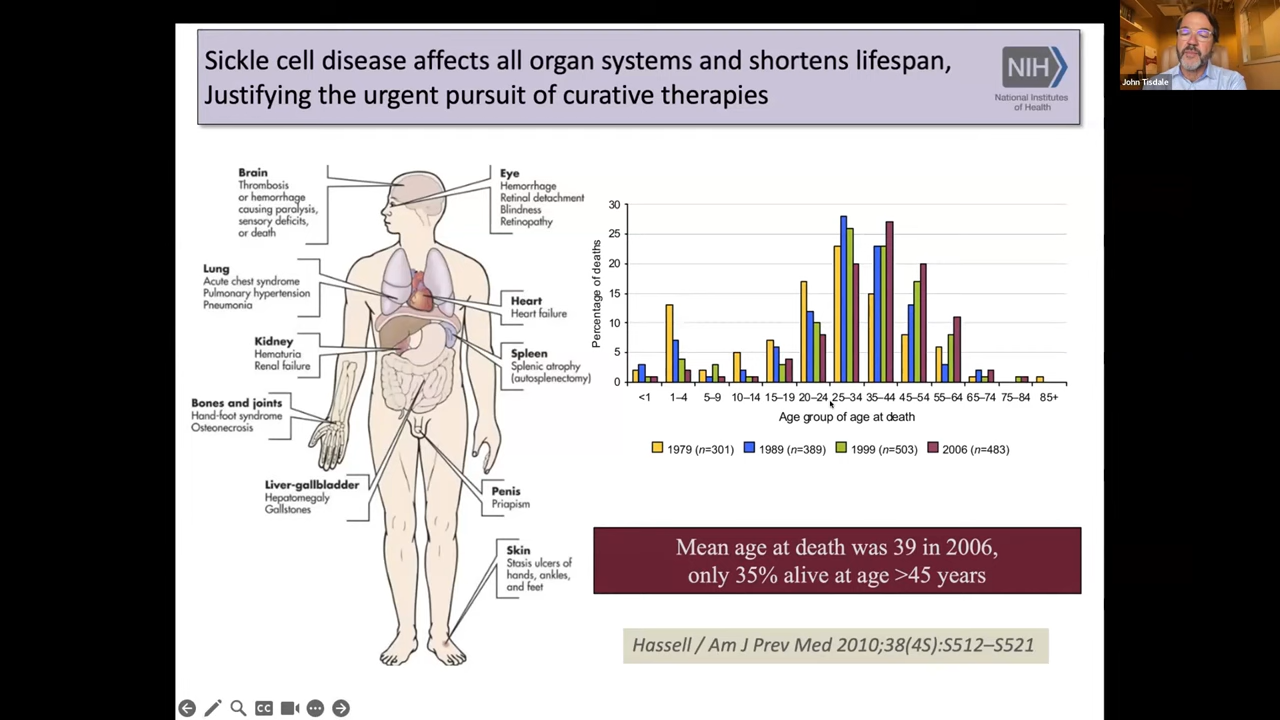 Sickle cell disease affects all organ systems and shortens lifespan,
Justifying the urgent pursuit of curative therapies
NIH
National Institutes
of Health
John Tisdale
Brain
Thrombosis
or hemorrhage
causing paralysis,
sensory deficits,
or death
Eye
Hemorrhage
Retinal detachment
Blindness
Retinopathy
Lung
Acute chest syndrome
Pulmonary hypertension
Pneumonia
Heart
Heart failure
Kidney
Hematuria
Renal failure
Spleen
Splenic atrophy
(autosplenectomy)
Bones and joints
Hand-foot syndrome
Osteonecrosis
Liver-gallbladder
Hepatomegaly
Gallstones
Penis
Priapism
Skin
Stasis ulcers of
hands, ankles,
and feet
Percentage of deaths
30
25
20
15
10
5
0
<1 1–4 5–9 10–14 15–19 20–24 25–34 35–44 45–54 55–64 65–74 75–84 85+
Age group of age at death
1979 (n=301) 1989 (n=389) 1999 (n=503) 2006 (n=483)
Mean age at death was 39 in 2006,
only 35% alive at age >45 years
Hassell / Am J Prev Med 2010;38(4S):S512–S521
CC